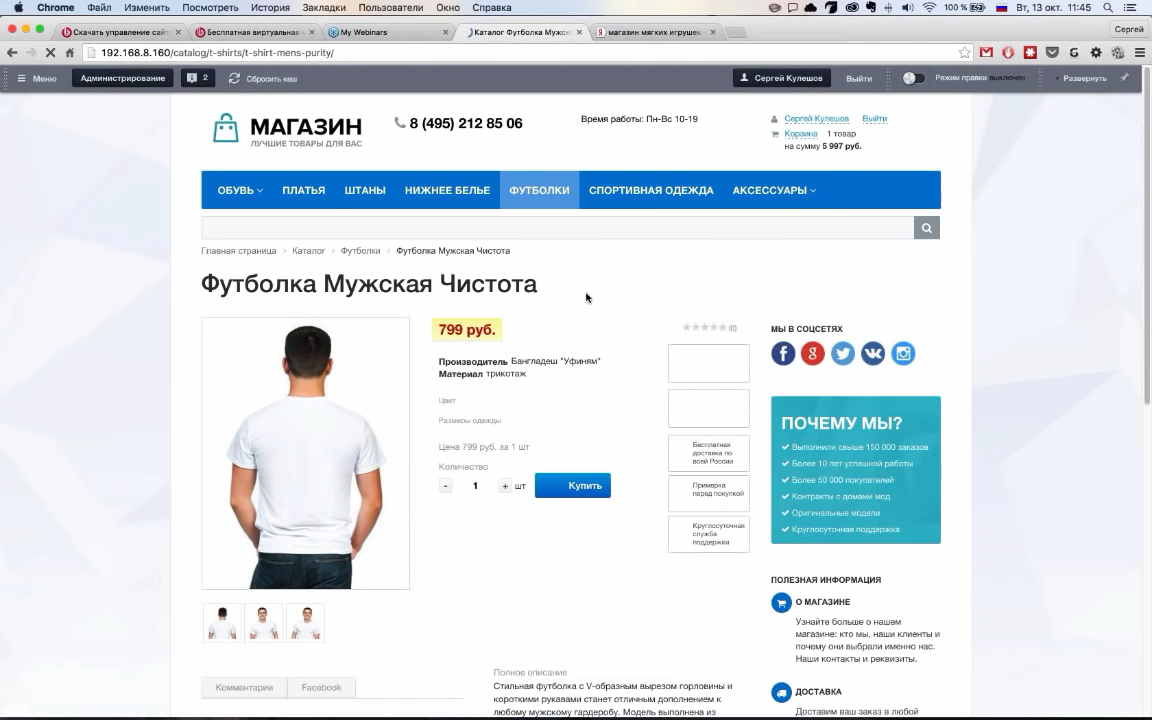 Chrome Файл Изменить Посмотреть История Закладки Пользователи Окно Справка 100 % Вт, 13 окт. 11:45
Скачать управление сайт Бесплатная виртуальная My Webinars Каталог Футболка Мужск магазин мягких игрушек Сергей
192.168.8.160/catalog/t-shirts/t-shirt-mens-purity/
Меню Администрирование 2 Сбросить кеш Сергей Кулешов Выйти Режим правки выключен Развернуть
МАГАЗИН
ЛУЧШИЕ ТОВАРЫ ДЛЯ ВАС
8 (495) 212 85 06
Время работы: Пн-Вс 10-19
Сергей Кулешов Выйти
Корзина 1 товар
на сумму 5 997 руб.
ОБУВЬ ПЛАТЬЯ ШТАНЫ НИЖНЕЕ БЕЛЬЕ ФУТБОЛКИ СПОРТИВНАЯ ОДЕЖДА АКСЕССУАРЫ
Главная страница › Каталог › Футболки › Футболка Мужская Чистота
Футболка Мужская Чистота
799 руб.
Производитель Бангладеш "Уфиням"
Материал трикотаж
Цвет
Размеры одежды
Цена 799 руб. за 1 шт
Количество
- 1 + шт Купить
(0)
Бесплатная
доставка по
всей России
Примерка
перед покупкой
Круглосуточная
служба
поддержки
МЫ В СОЦСЕТЯХ
ПОЧЕМУ МЫ?
Выполнили свыше 150 000 заказов
Более 10 лет успешной работы
Более 50 000 покупателей
Контракты с домами мод
Оригинальные модели
Круглосуточная поддержка
ПОЛЕЗНАЯ ИНФОРМАЦИЯ
О МАГАЗИНЕ
Узнайте больше о нашем
магазине: кто мы, наши клиенты и
почему они выбрали именно нас.
Наши контакты и реквизиты.
ДОСТАВКА
Доставим ваш заказ в любой
Комментарии Facebook
Полное описание
Стильная футболка с V-образным вырезом горловины и
короткими рукавами станет отличным дополнением к
любому мужскому гардеробу. Модель выполнена из